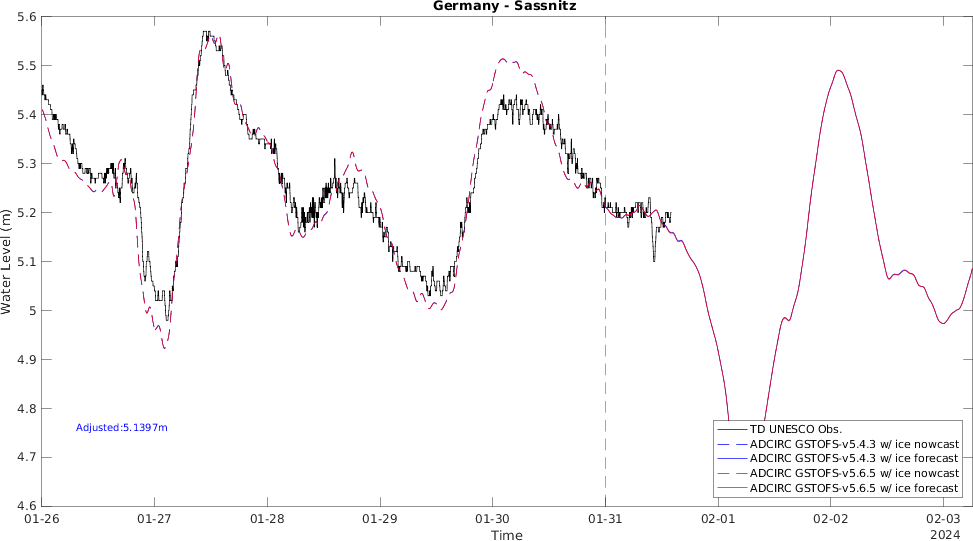 Germany - Sassnitz
5.6
5.5
5.4
5.3
5.2
5.1
5
4.9
4.8
4.7
4.6
Water Level (m)
Adjusted:5.1397m
TD UNESCO Obs.
ADCIRC GSTOFS-v5.4.3 w/ ice nowcast
ADCIRC GSTOFS-v5.4.3 w/ ice forecast
ADCIRC GSTOFS-v5.6.5 w/ ice nowcast
ADCIRC GSTOFS-v5.6.5 w/ ice forecast
01-26 01-27 01-28 01-29 01-30 01-31 02-01 02-02 02-03
Time 2024